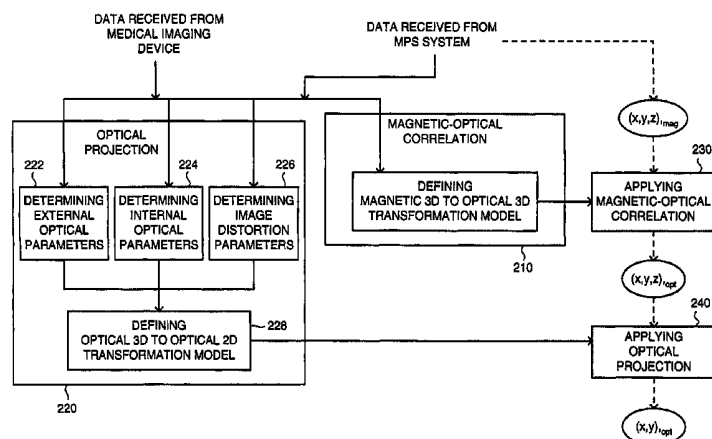 DATA RECEIVED FROM
MEDICAL IMAGING
DEVICE
DATA RECEIVED FROM
MPS SYSTEM
(x,y,z),mag
OPTICAL
PROJECTION
MAGNETIC-OPTICAL
CORRELATION
222
224
226
230
DETERMINING
EXTERNAL
OPTICAL
PARAMETERS
DETERMINING
INTERNAL
OPTICAL
PARAMETERS
DETERMINING
IMAGE
DISTORTION
PARAMETERS
DEFINING
MAGNETIC 3D TO OPTICAL 3D
TRANSFORMATION MODEL
APPLYING
MAGNETIC-OPTICAL
CORRELATION
210
(x,y,z),opt
228
240
DEFINING
OPTICAL 3D TO OPTICAL 2D
TRANSFORMATION MODEL
APPLYING
OPTICAL
PROJECTION
220
(x,y),opt